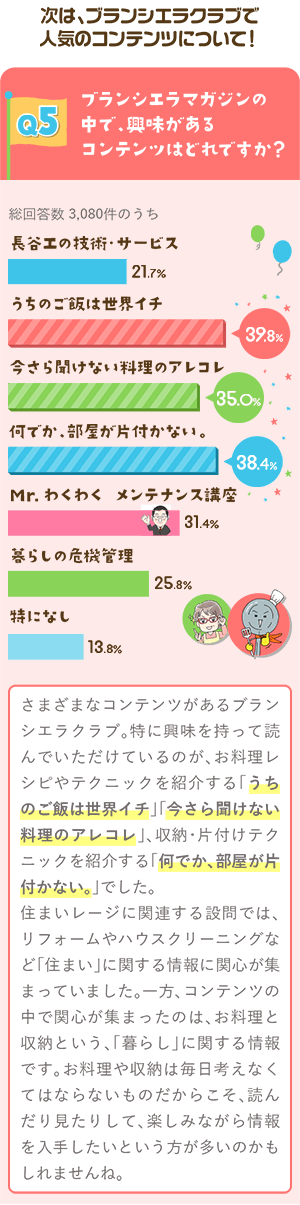 次は、ブランシエラクラブで
人気のコンテンツについて!
Q5
ブランシエラマガジンの
中で、興味がある
コンテンツはどれですか?
総回答数 3,080件のうち
長谷工の技術・サービス
21.7%
うちのご飯は世界イチ
39.8%
今さら聞けない料理のアレコレ
35.0%
何でか、部屋が片付かない。
38.4%
Mr. わくわく メンテナンス講座
31.4%
暮らしの危機管理
25.8%
特になし
13.8%
さまざまなコンテンツがあるブラン
シエラクラブ。特に興味を持って読
んでいただけているのが、お料理レ
シピやテクニックを紹介する「うち
のご飯は世界イチ」「今さら聞けない
料理のアレコレ」、収納・片付けテク
ニックを紹介する「何でか、部屋が片
付かない。」でした。
住まいレージに関連する設問では、
リフォームやハウスクリーニングな
ど「住まい」に関する情報に関心が集
まっていました。一方、コンテンツの
中で関心が集まったのは、お料理と
収納という、「暮らし」に関する情報
です。お料理や収納は毎日考えなく
てはならないものだからこそ、読ん
だり見たりして、楽しみながら情報
を入手したいという方が多いのかも
しれませんね。